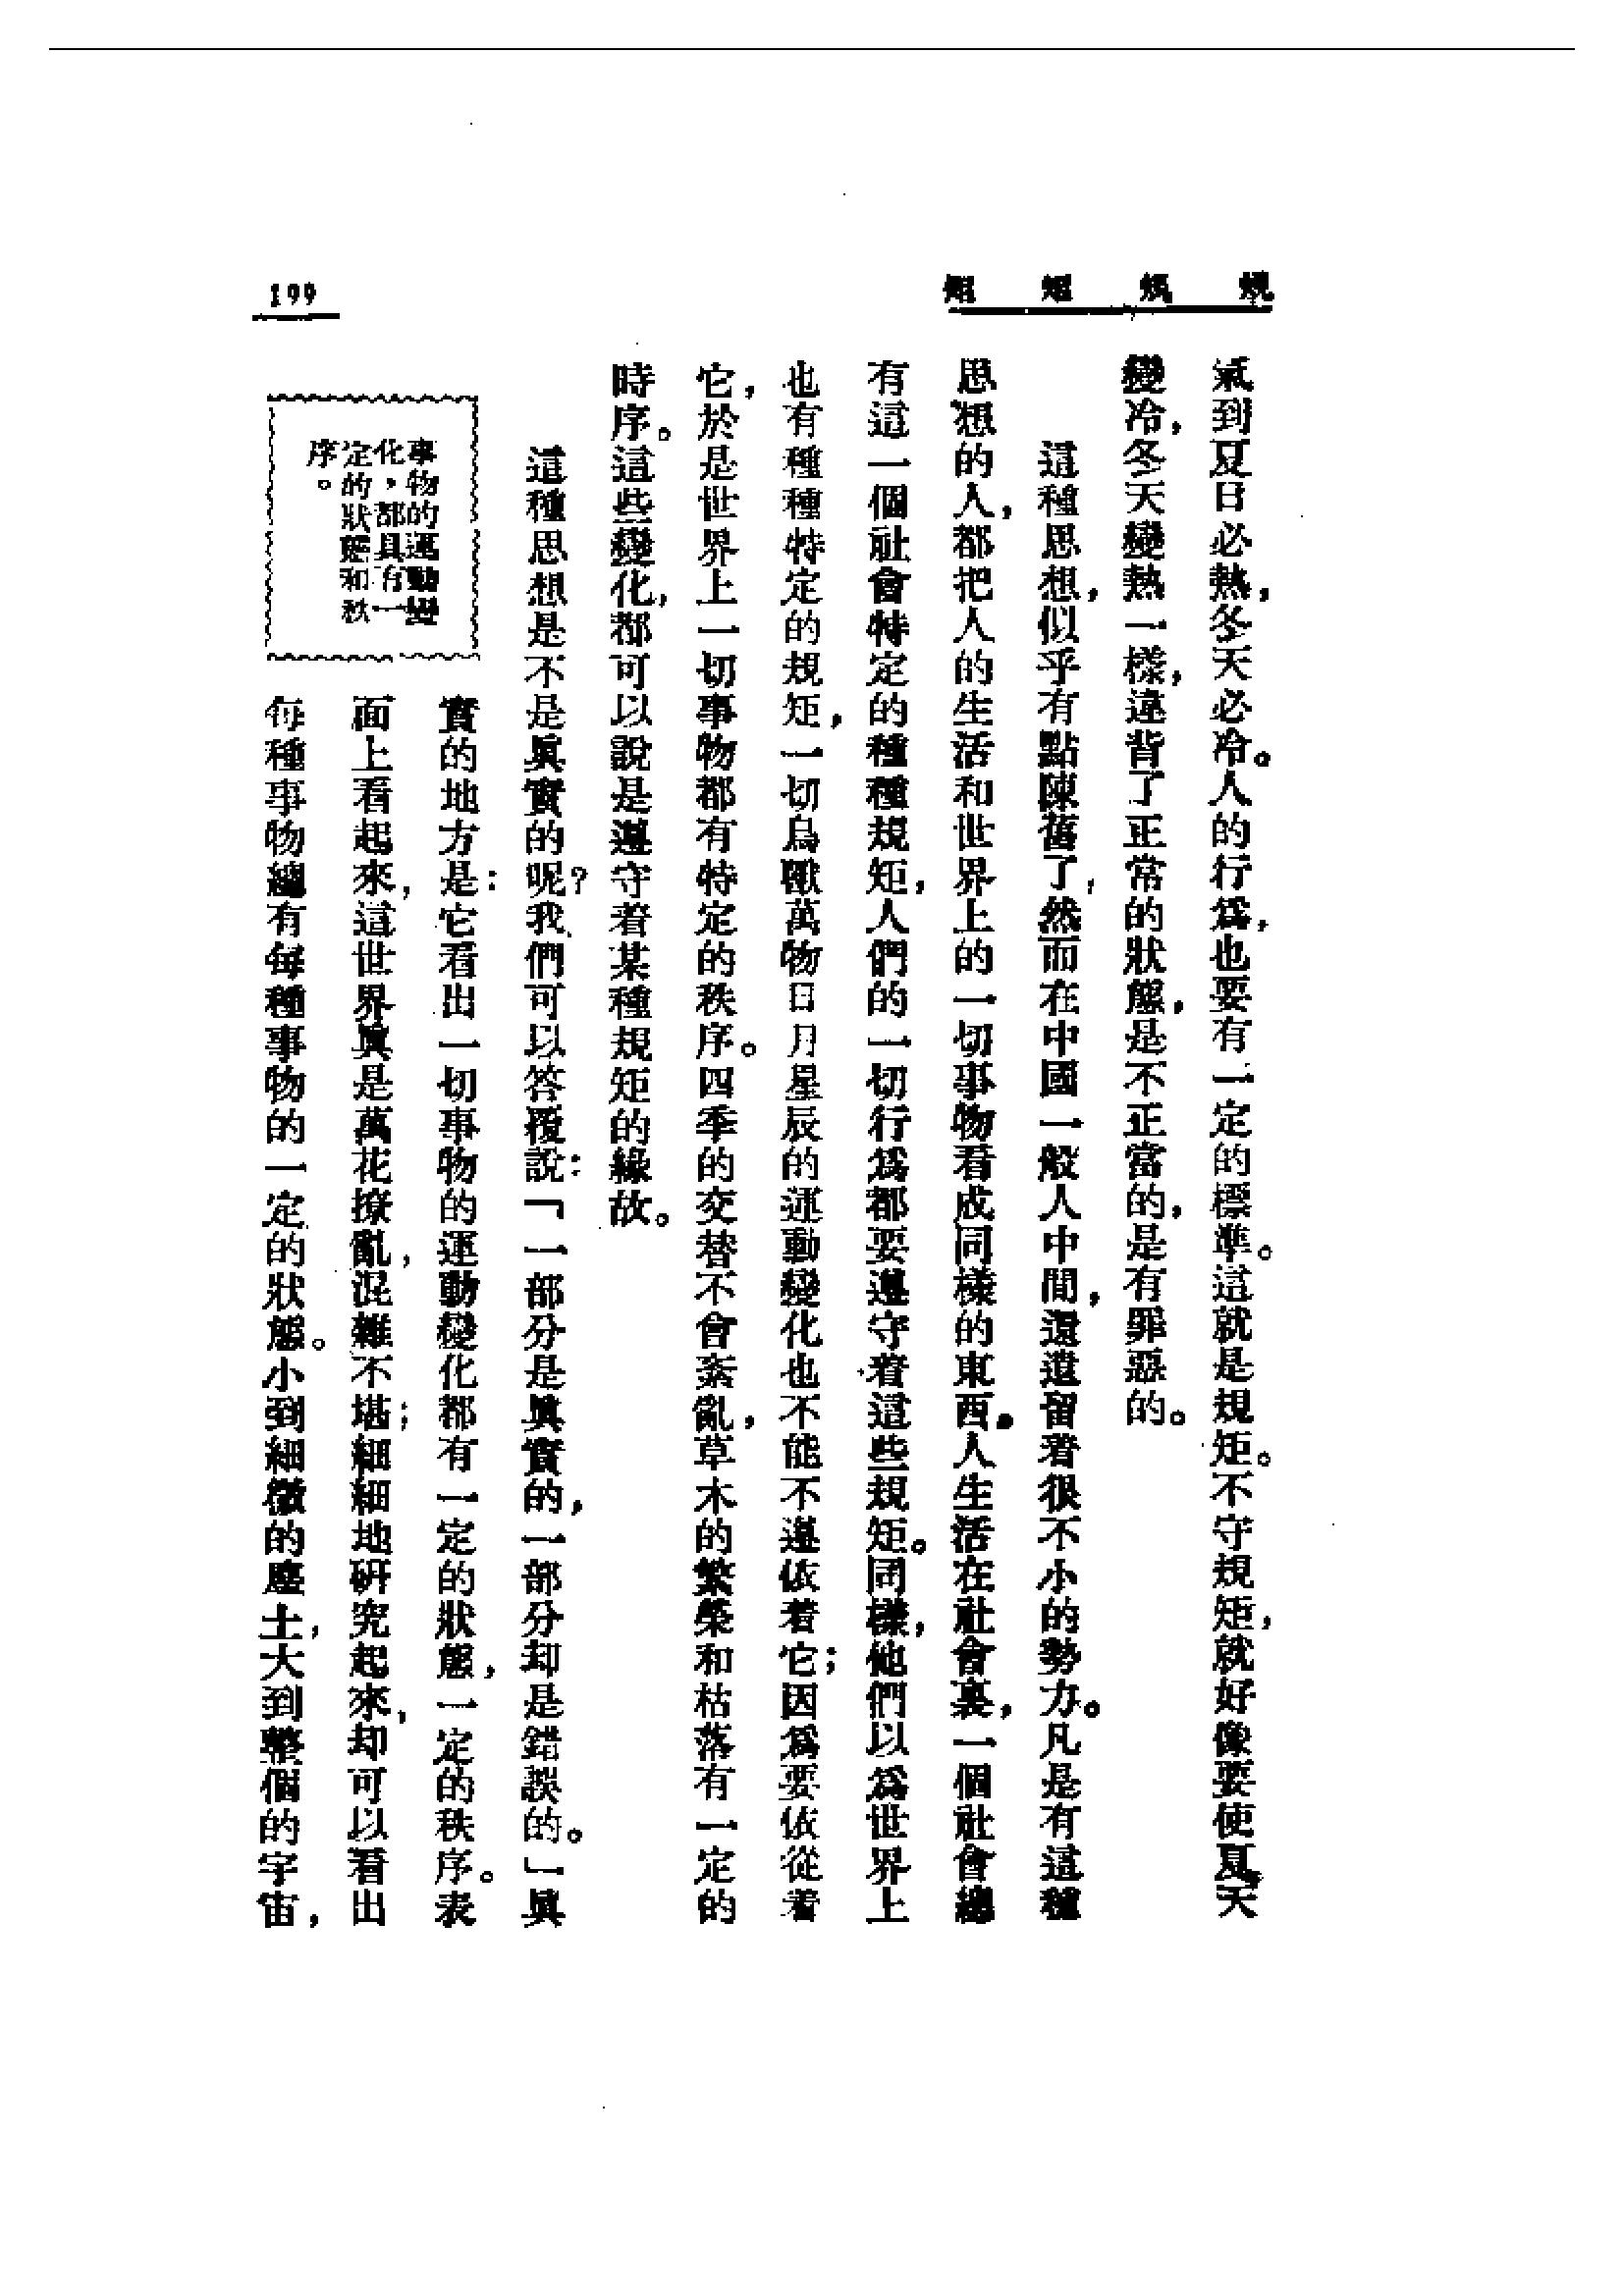 規規矩矩
199
氣到夏日必熱，冬天必冷。人的行爲，也要有一定的標準。這就是規矩。不守規矩，就好像要使夏天
變冷，冬天變熱一樣，違背了正常的狀態，是不正當的，是有罪惡的。
這種思想，似乎有點陳舊了，然而在中國一般人中間，還遺留着很不小的勢力。凡是有這種
思想的人，都把人的生活和世界上的一切事物看成同樣的東西。人生活在社會裏，一個社會總
有這一個社會特定的種種規矩，人們的一切行爲都要遵守着這些規矩。同樣，他們以爲世界上
也有種種特定的規矩，一切鳥獸萬物日月星辰的運動變化也不能不遵依着它；因爲要依從着
它，於是世界上一切事物都有特定的秩序。四季的交替不會紊亂，草木的繁榮和枯落有一定的
時序。這些變化，都可以說是遵守着某種規矩的緣故。
這種思想是不是眞實的呢？我們可以答覆說：「一部分是眞實的，一部分却是錯誤的。」眞
實的地方是：它看出一切事物的運動變化都有一定的狀態，一定的秩序。表
面上看起來，這世界眞是萬花撩亂，混雜不堪；細細地硏究起來，却可以看出
每種事物總有每種事物的一定的狀態。小到細微的塵土，大到整個的宇宙，
事物的運動變
化，都具有一
定的狀態和秩
序。